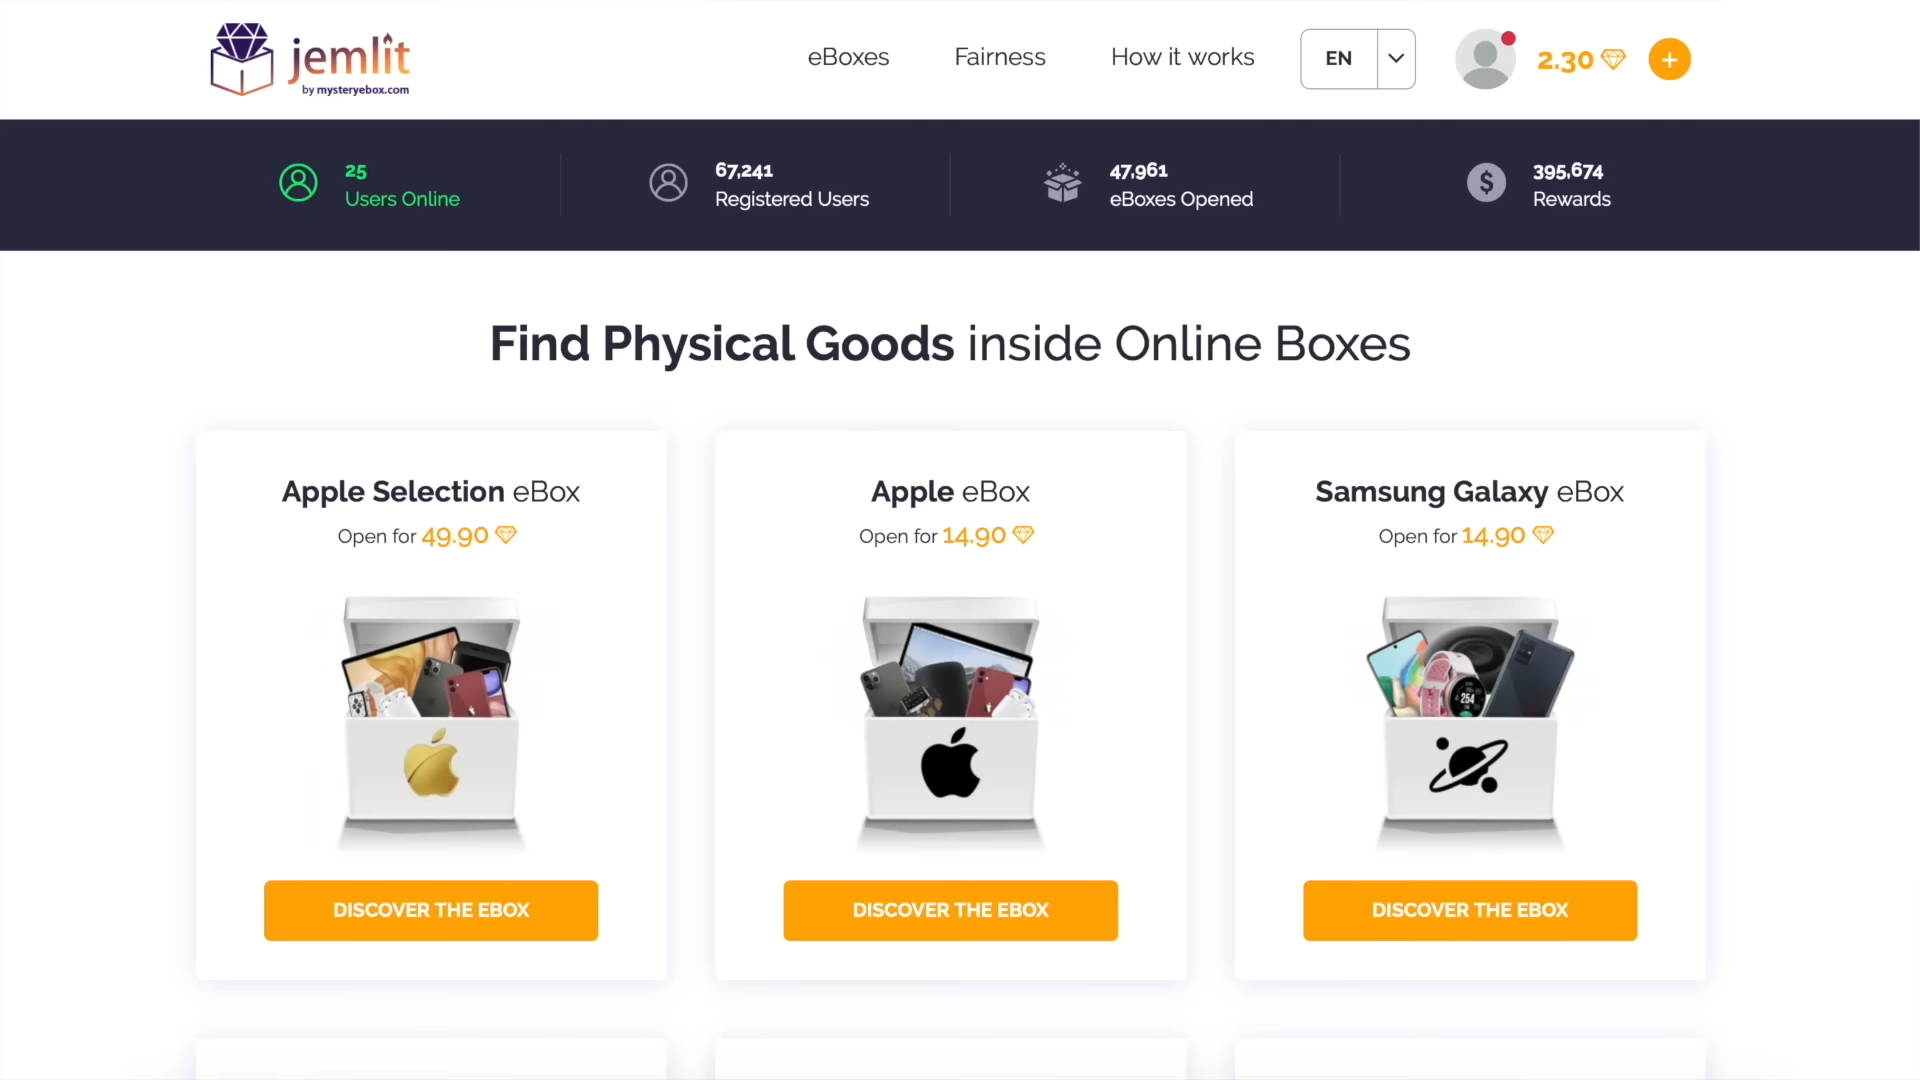 jemlit
by mysteryebox.com
eBoxes
Fairness
How it works
EN
2.30
+
25
Users Online
67,241
Registered Users
47,961
eBoxes Opened
395,674
Rewards
Find Physical Goods inside Online Boxes
Apple Selection eBox
Open for 49.90
DISCOVER THE EBOX
Apple eBox
Open for 14.90
DISCOVER THE EBOX
Samsung Galaxy eBox
Open for 14.90
254
DISCOVER THE EBOX